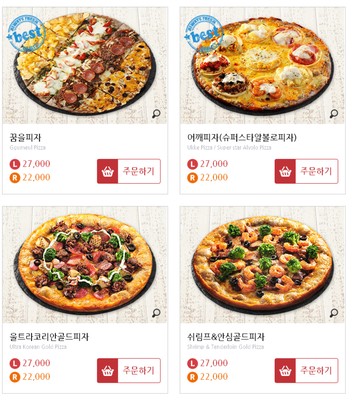 best
best
꿈을피자
어깨피자(슈퍼스타알볼로피자)
L 27,000
R 22,000
주문하기
L 27,000
R 22,000
주문하기
울트라코리안골드피자
Ultra Korean Gold Pizza
쉬림프&안심골드피자
Shrimp & Tenderloin Gold Pizza
L 27,000
R 22,000
주문하기
L 27,000
R 22,000
주문하기